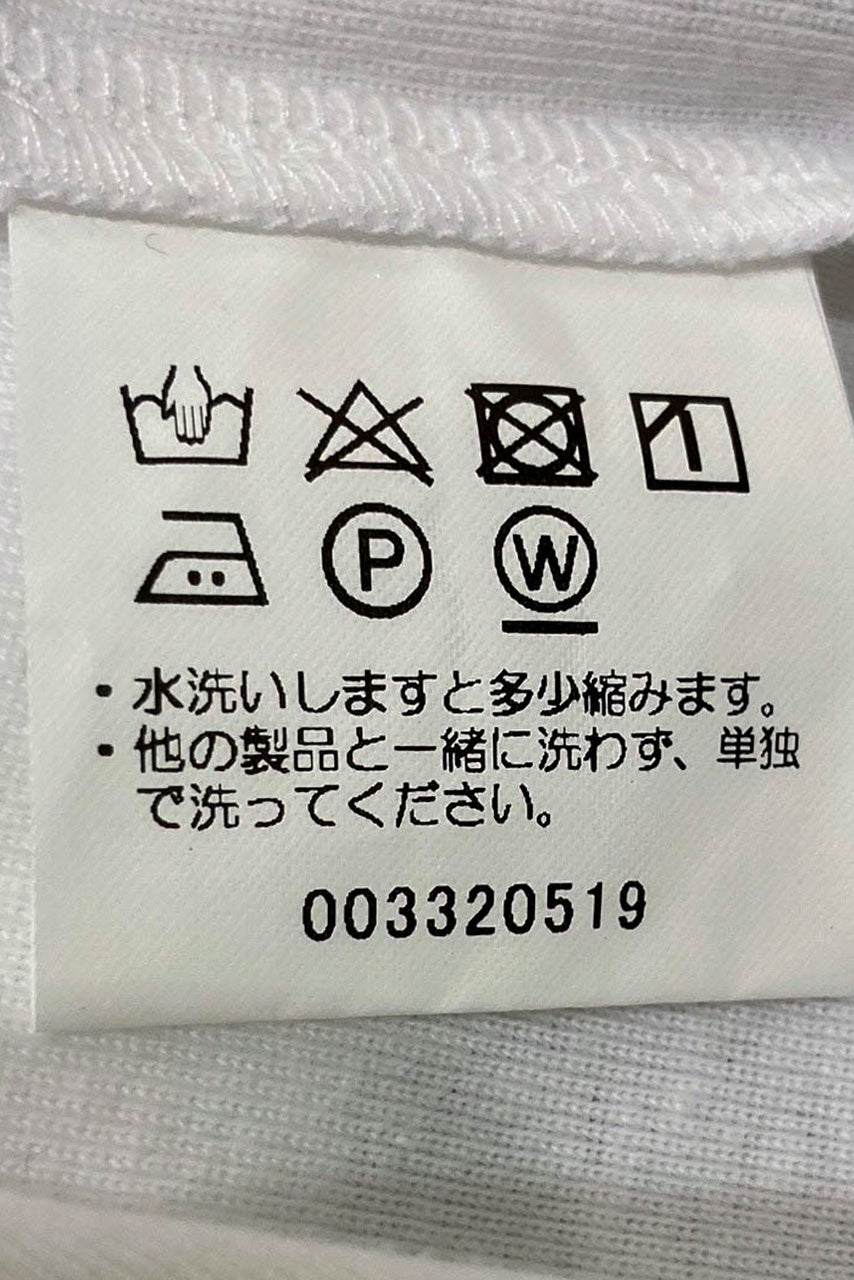 P W
・水洗いしますと多少縮みます。
・他の製品と一緒に洗わず、単独
で洗ってください。
003320519